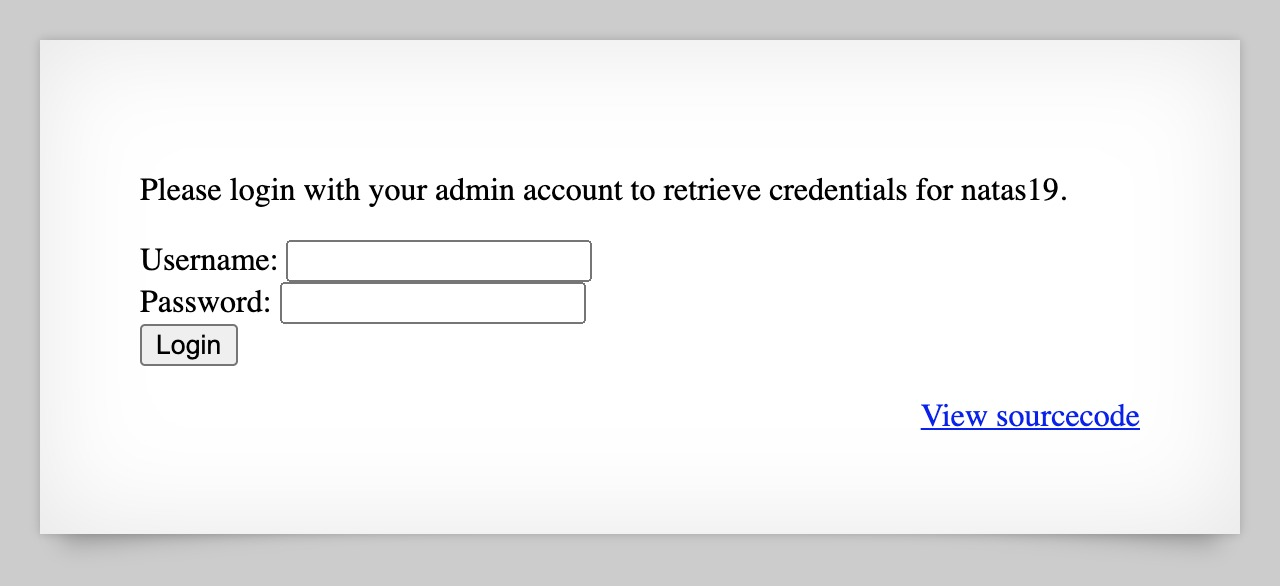 Please login with your admin account to retrieve credentials for natas19.
Username:
Password:
Login
View sourcecode